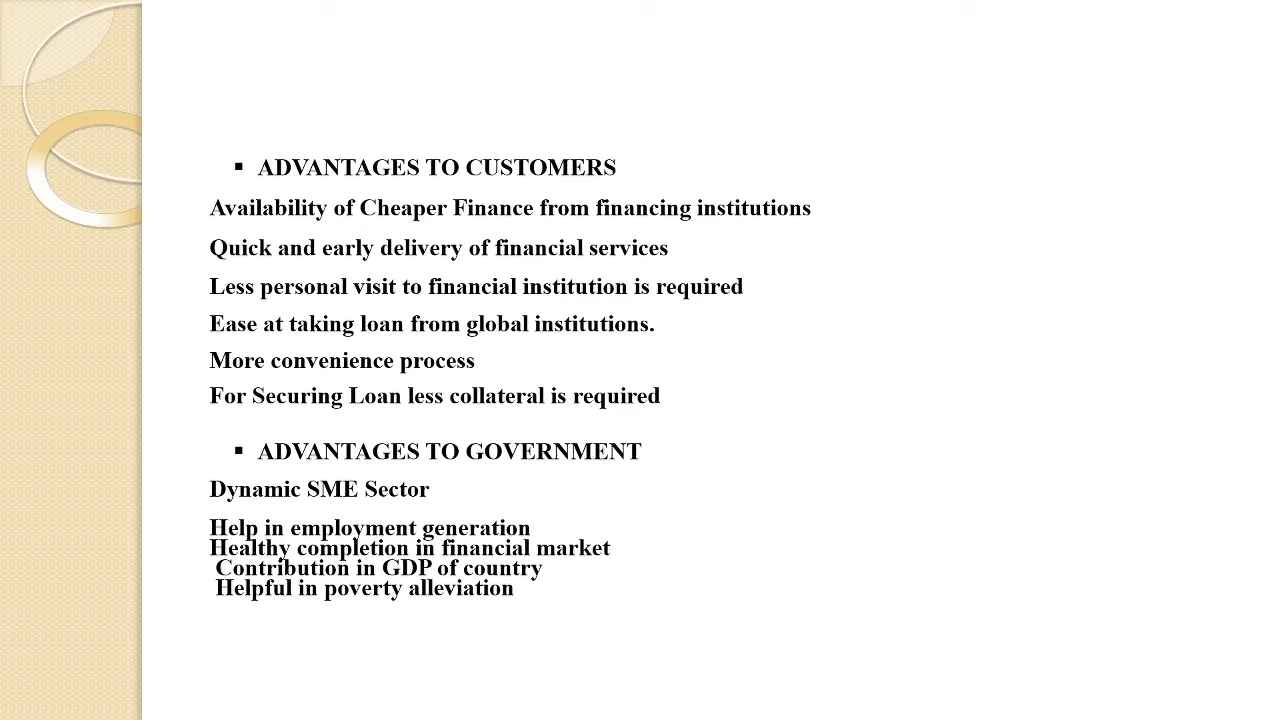 ▪ ADVANTAGES TO CUSTOMERS
Availability of Cheaper Finance from financing institutions
Quick and early delivery of financial services
Less personal visit to financial institution is required
Ease at taking loan from global institutions.
More convenience process
For Securing Loan less collateral is required
▪ ADVANTAGES TO GOVERNMENT
Dynamic SME Sector
Help in employment generation
Healthy completion in financial market
Contribution in GDP of country
Helpful in poverty alleviation